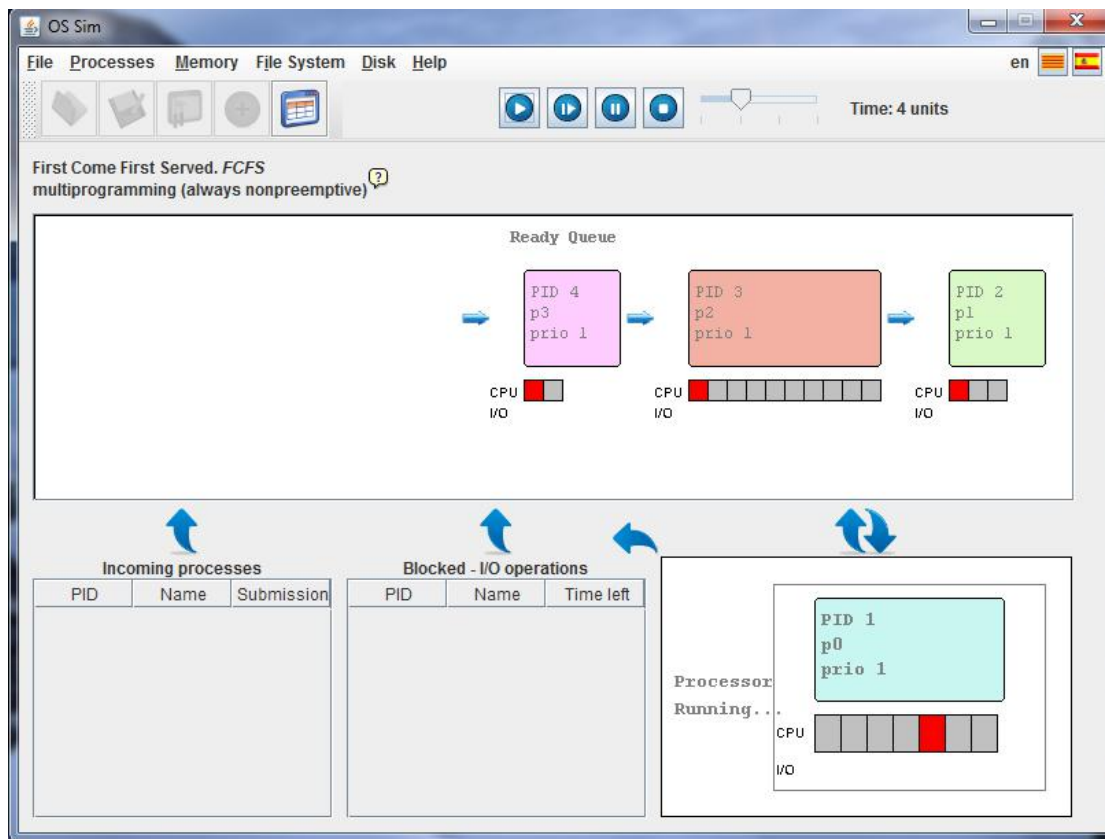 OS Sim
File Processes Memory File System Disk Help en
Time: 4 units
First Come First Served. FCFS
multiprogramming (always nonpreemptive) ?
Ready Queue
PID 4
p3
prio 1
CPU
I/O
PID 3
p2
prio 1
CPU
I/O
PID 2
p1
prio 1
CPU
I/O
Incoming processes
PID Name Submission
Blocked - I/O operations
PID Name Time left
Processor
Running...
PID 1
p0
prio 1
CPU
I/O